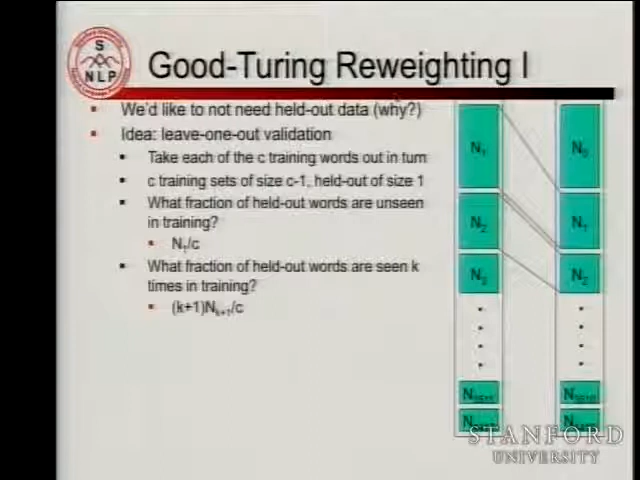 S
NLP
Good-Turing Reweighting I
We'd like to not need held-out data (why?)
Idea: leave-one-out validation
Take each of the c training words out in turn
c training sets of size c-1, held-out of size 1
What fraction of held-out words are unseen
in training?
N₁/c
What fraction of held-out words are seen k
times in training?
(k+1)Nₖ₊₁/c
N₁
N₂
N₃
N₀
N₁
N₂
STANFORD
UNIVERSITY